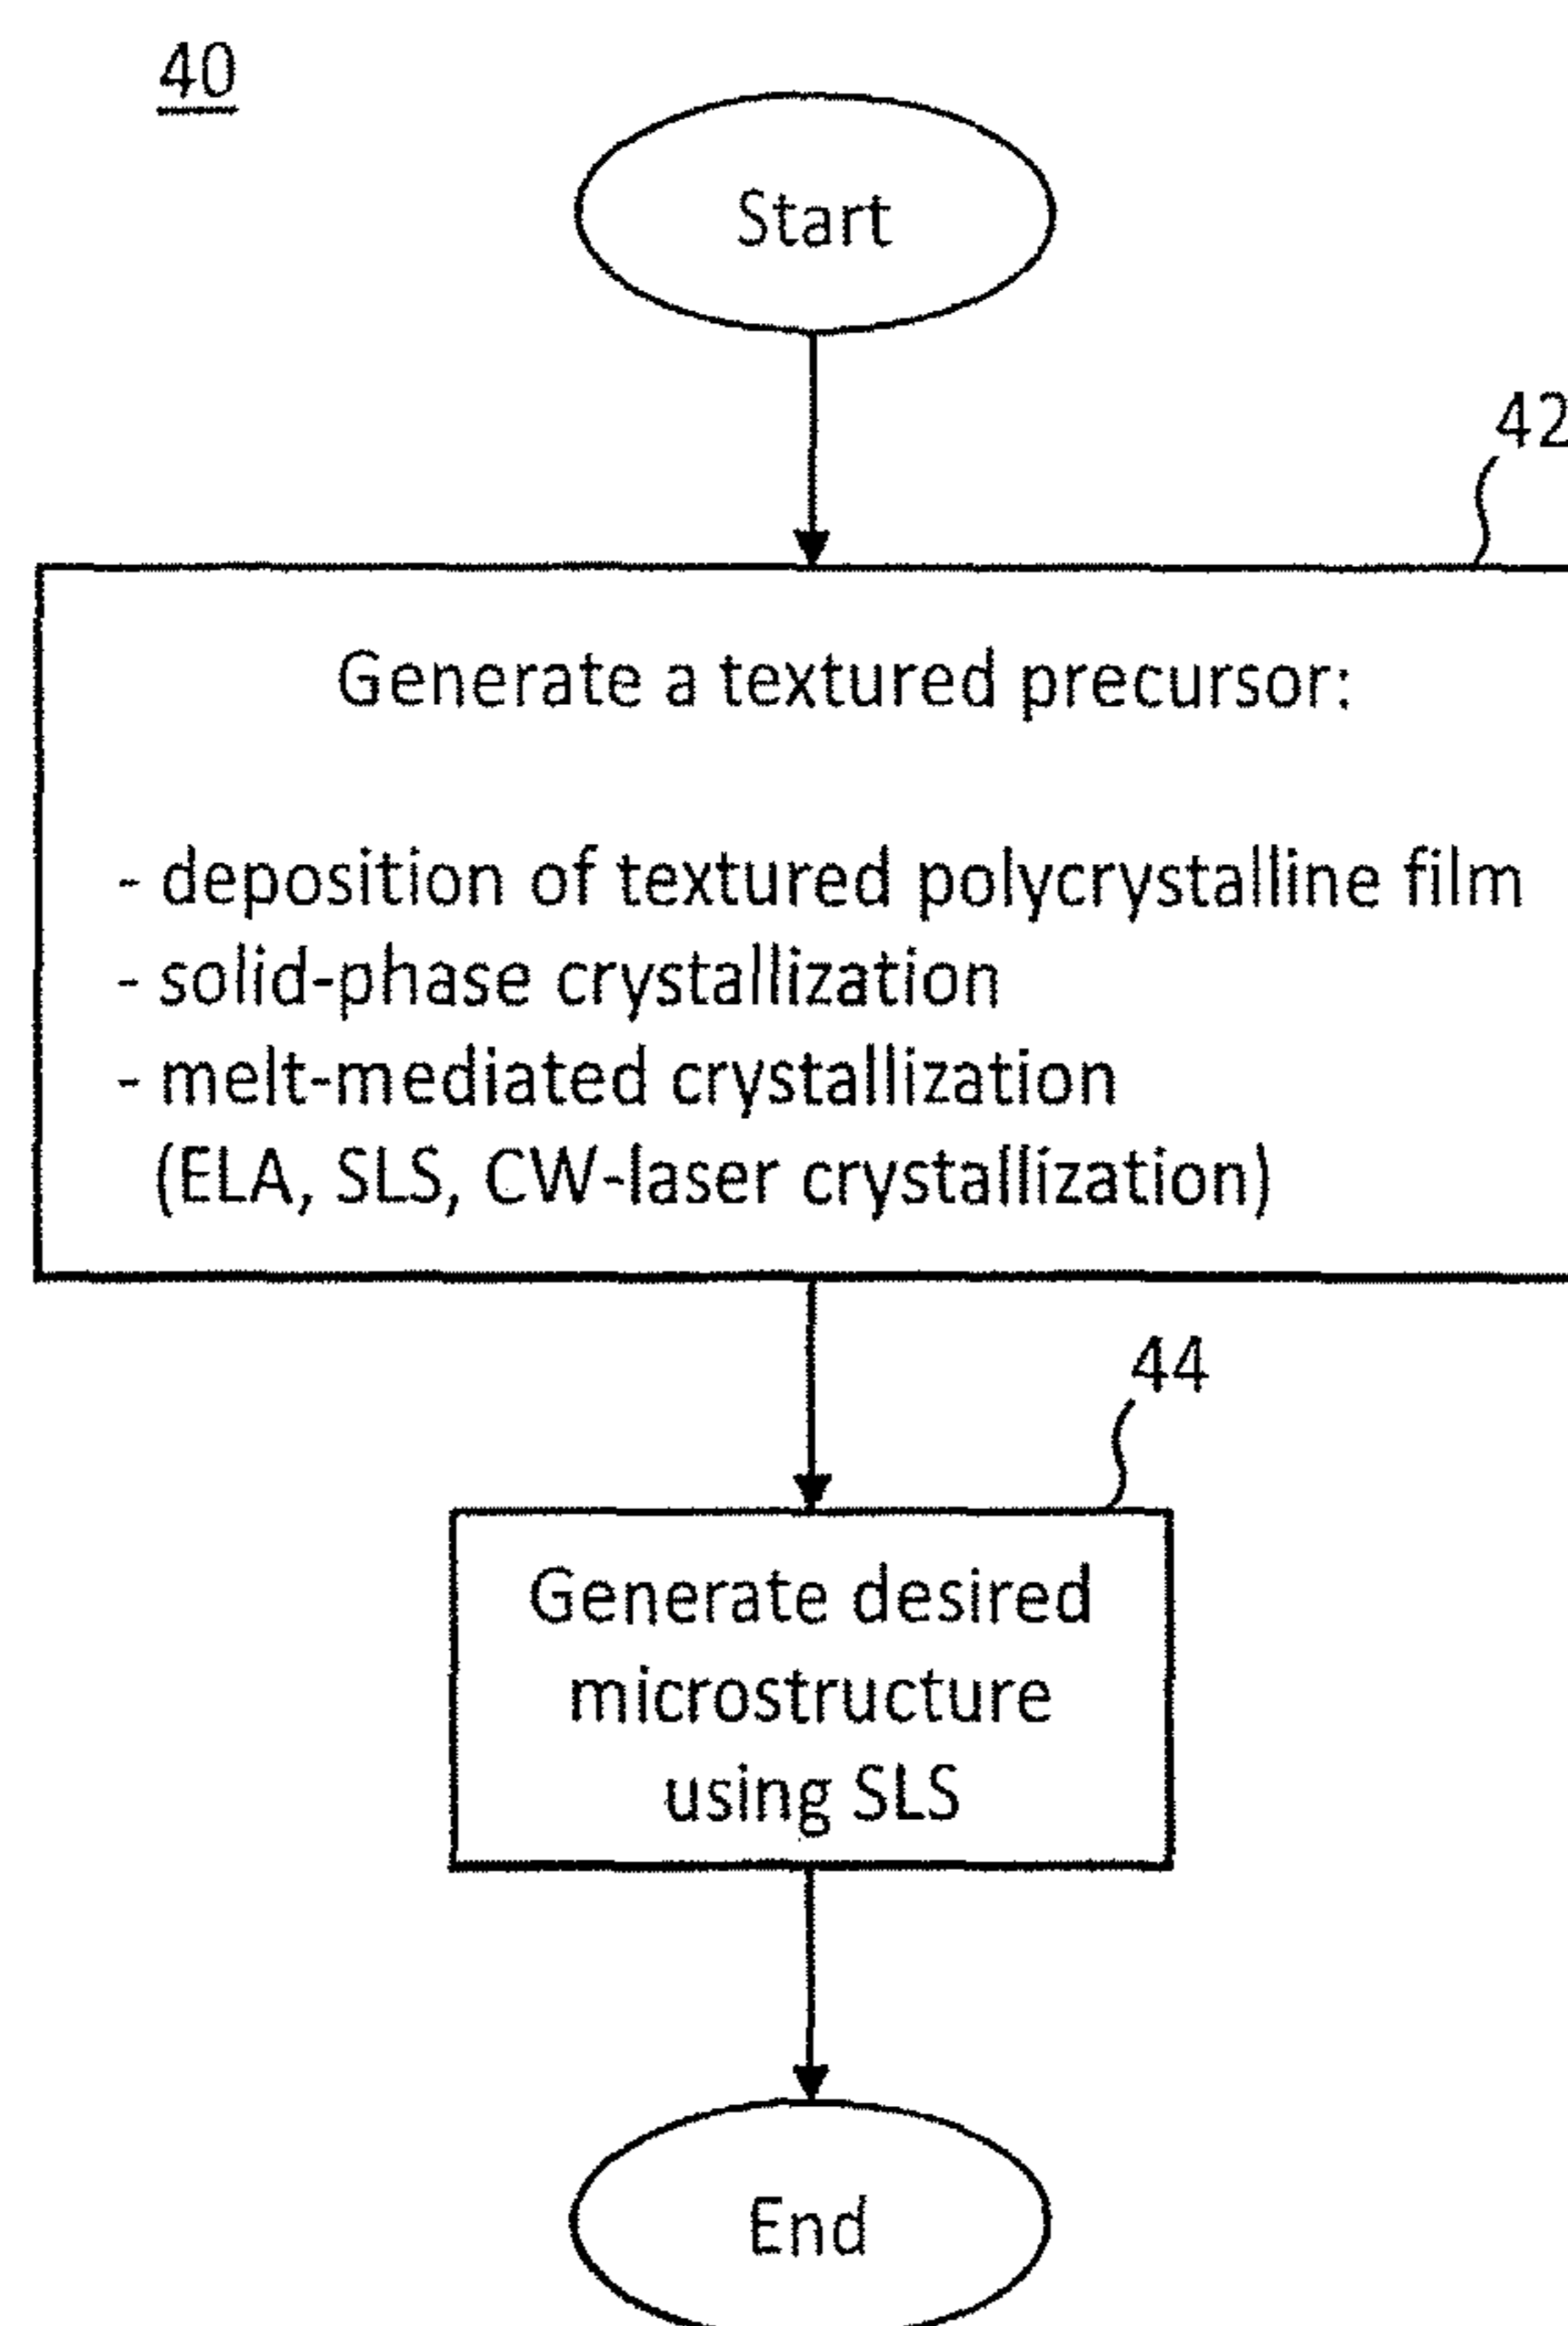 40
Start
42
Generate a textured precursor:
- deposition of textured polycrystalline film
- solid-phase crystallization
- melt-mediated crystallization
(ELA, SLS, CW-laser crystallization)
44
Generate desired
microstructure
using SLS
End